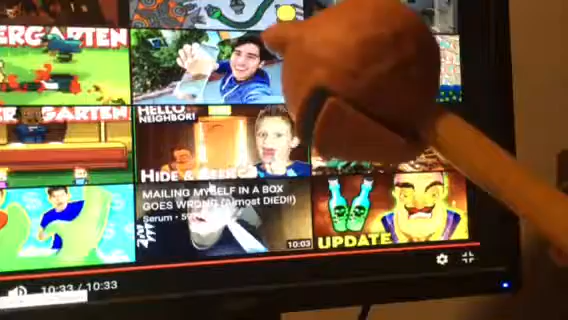 ERGARTEN
HELLO
NEIGHBOR!
GARTEN
HIDE &
MAILING MYSELF IN A BOX
GOES WRONG (Almost DIED!!)
Serum •
10:03
UPDATE
10:33 / 10:33